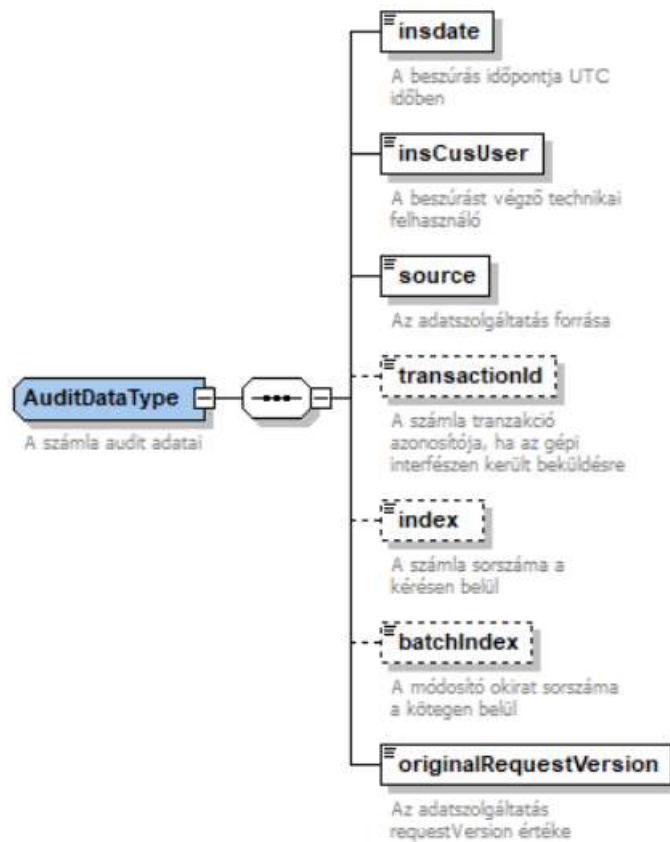 insdate
A beszúrás időpontja UTC
időben
insCusUser
A beszúrást végző technikai
felhasználó
source
Az adatszolgáltatás forrása
AuditDataType
A számla audit adatai
transactionId
A számla tranzakció
azonosítója, ha az gépi
interfészen került beküldésre
index
A számla sorszáma a
kérésen belül
batchIndex
A módosító okirat sorszáma
a kötegen belül
originalRequestVersion
Az adatszolgáltatás
requestVersion értéke